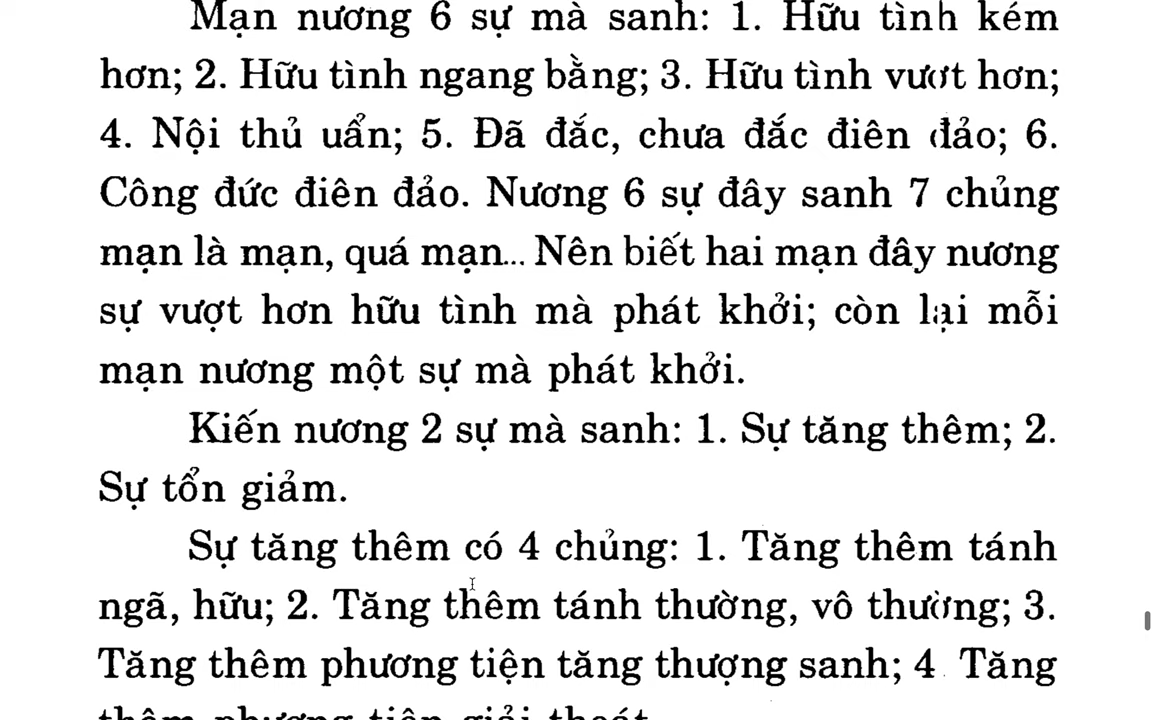 Mạn nương 6 sự mà sanh: 1. Hữu tình kém
hơn; 2. Hữu tình ngang bằng; 3. Hữu tình vượt hơn;
4. Nội thủ uẩn; 5. Đã đắc, chưa đắc điên đảo; 6.
Công đức điên đảo. Nương 6 sự đây sanh 7 chủng
mạn là mạn, quá mạn... Nên biết hai mạn đây nương
sự vượt hơn hữu tình mà phát khởi; còn lại mỗi
mạn nương một sự mà phát khởi.
Kiến nương 2 sự mà sanh: 1. Sự tăng thêm; 2.
Sự tổn giảm.
Sự tăng thêm có 4 chủng: 1. Tăng thêm tánh
ngã, hữu; 2. Tăng thêm tánh thường, vô thường; 3.
Tăng thêm phương tiện tăng thượng sanh; 4 Tăng
thêm phương tiện giải thoát.